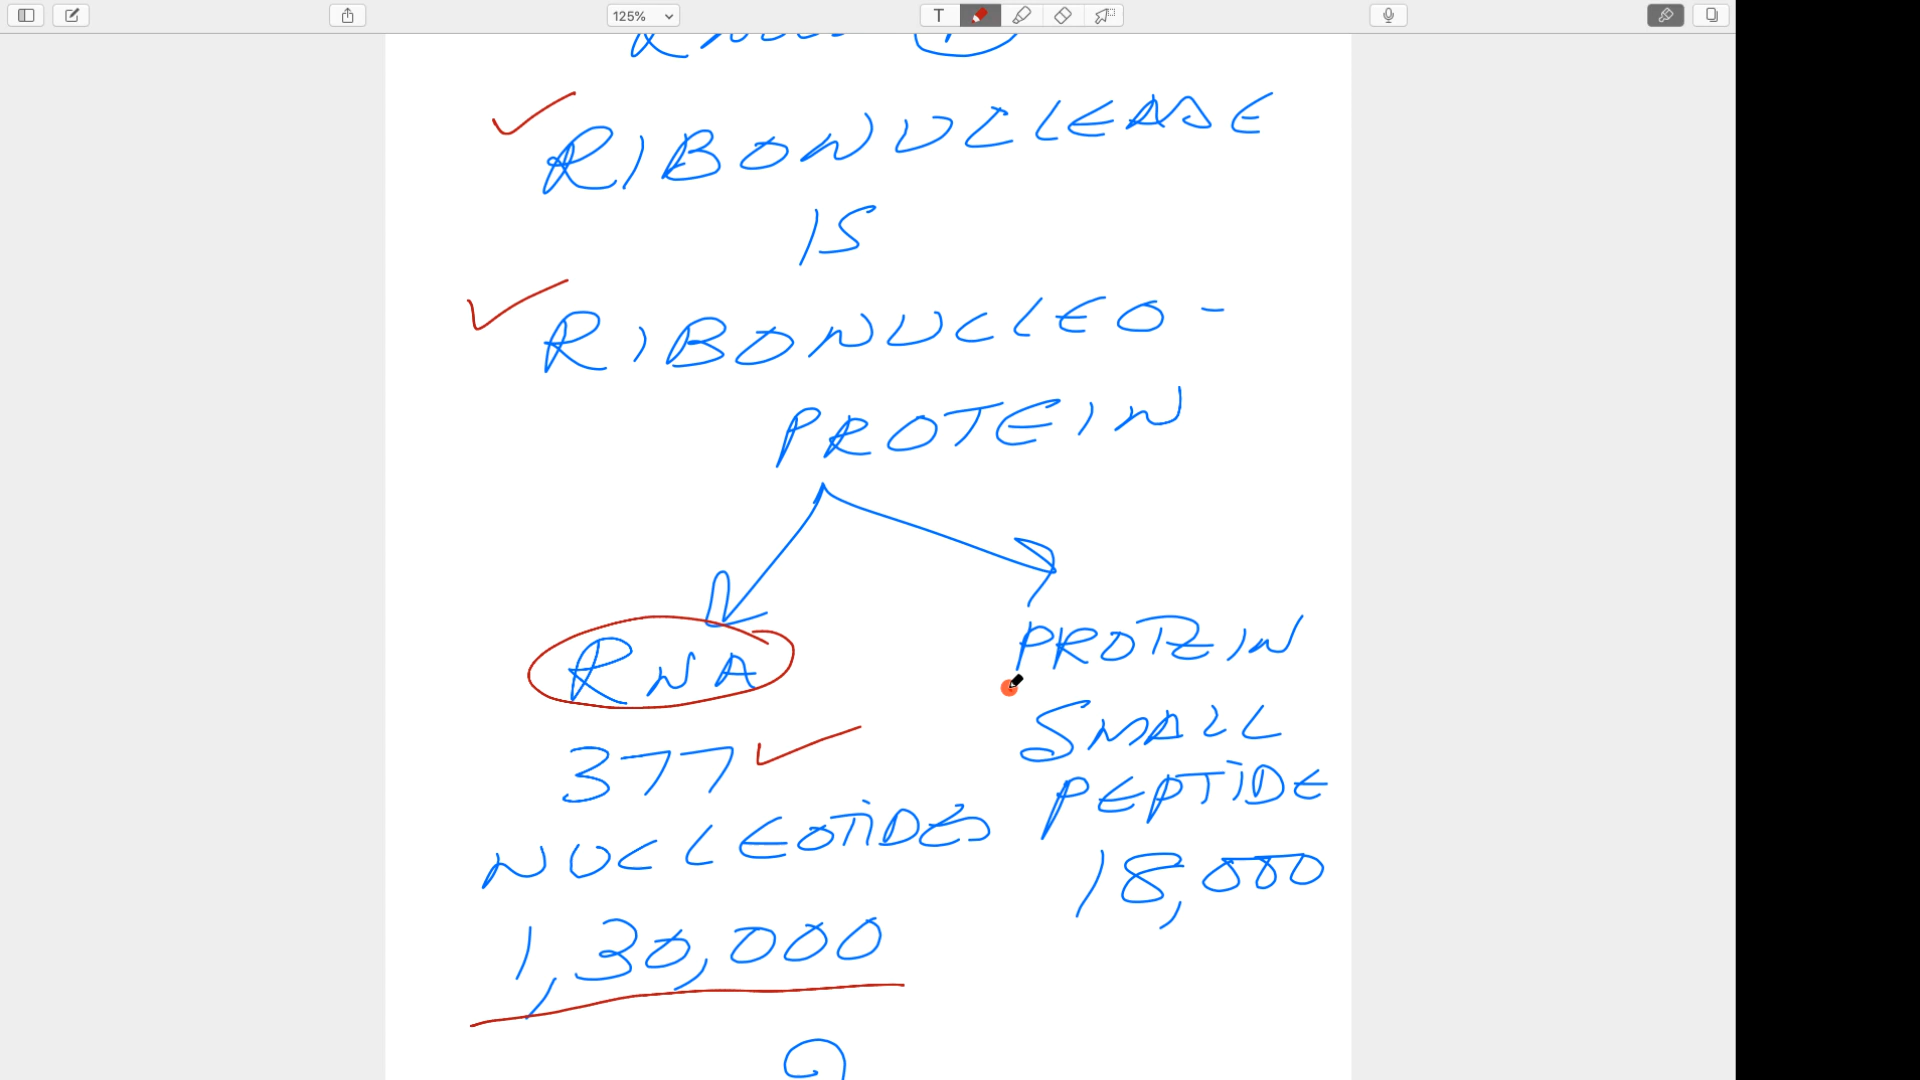 125%
T
RIBONUCLEASE
IS
RIBONUCLEO-
PROTEIN
RNA
377
NUCLEOTIDES
1,30,000
PROTEIN
SMALL
PEPTIDE
18,000